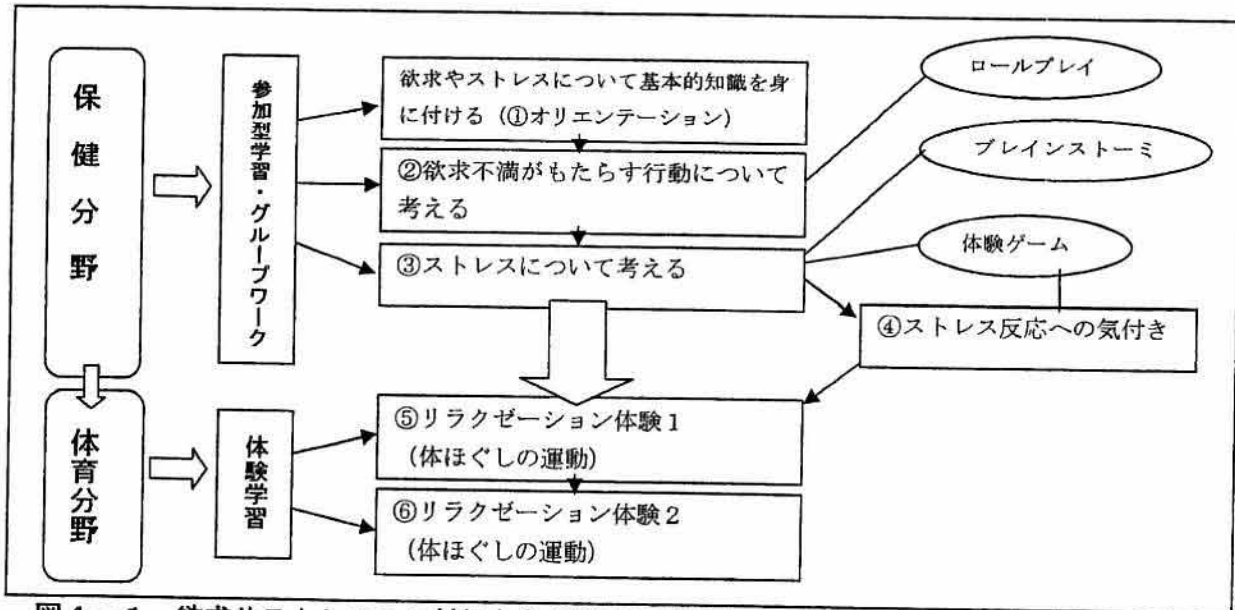 保健分野
参加型学習・グループワーク
欲求やストレスについて基本的知識を身
に付ける（①オリエンテーション）
②欲求不満がもたらす行動について
考える
③ストレスについて考える
ロールプレイ
ブレインストーミ
体験ゲーム
④ストレス反応への気付き
体育分野
体験学習
⑤リラクゼーション体験１
（体ほぐしの運動）
⑥リラクゼーション体験２
（体ほぐしの運動）